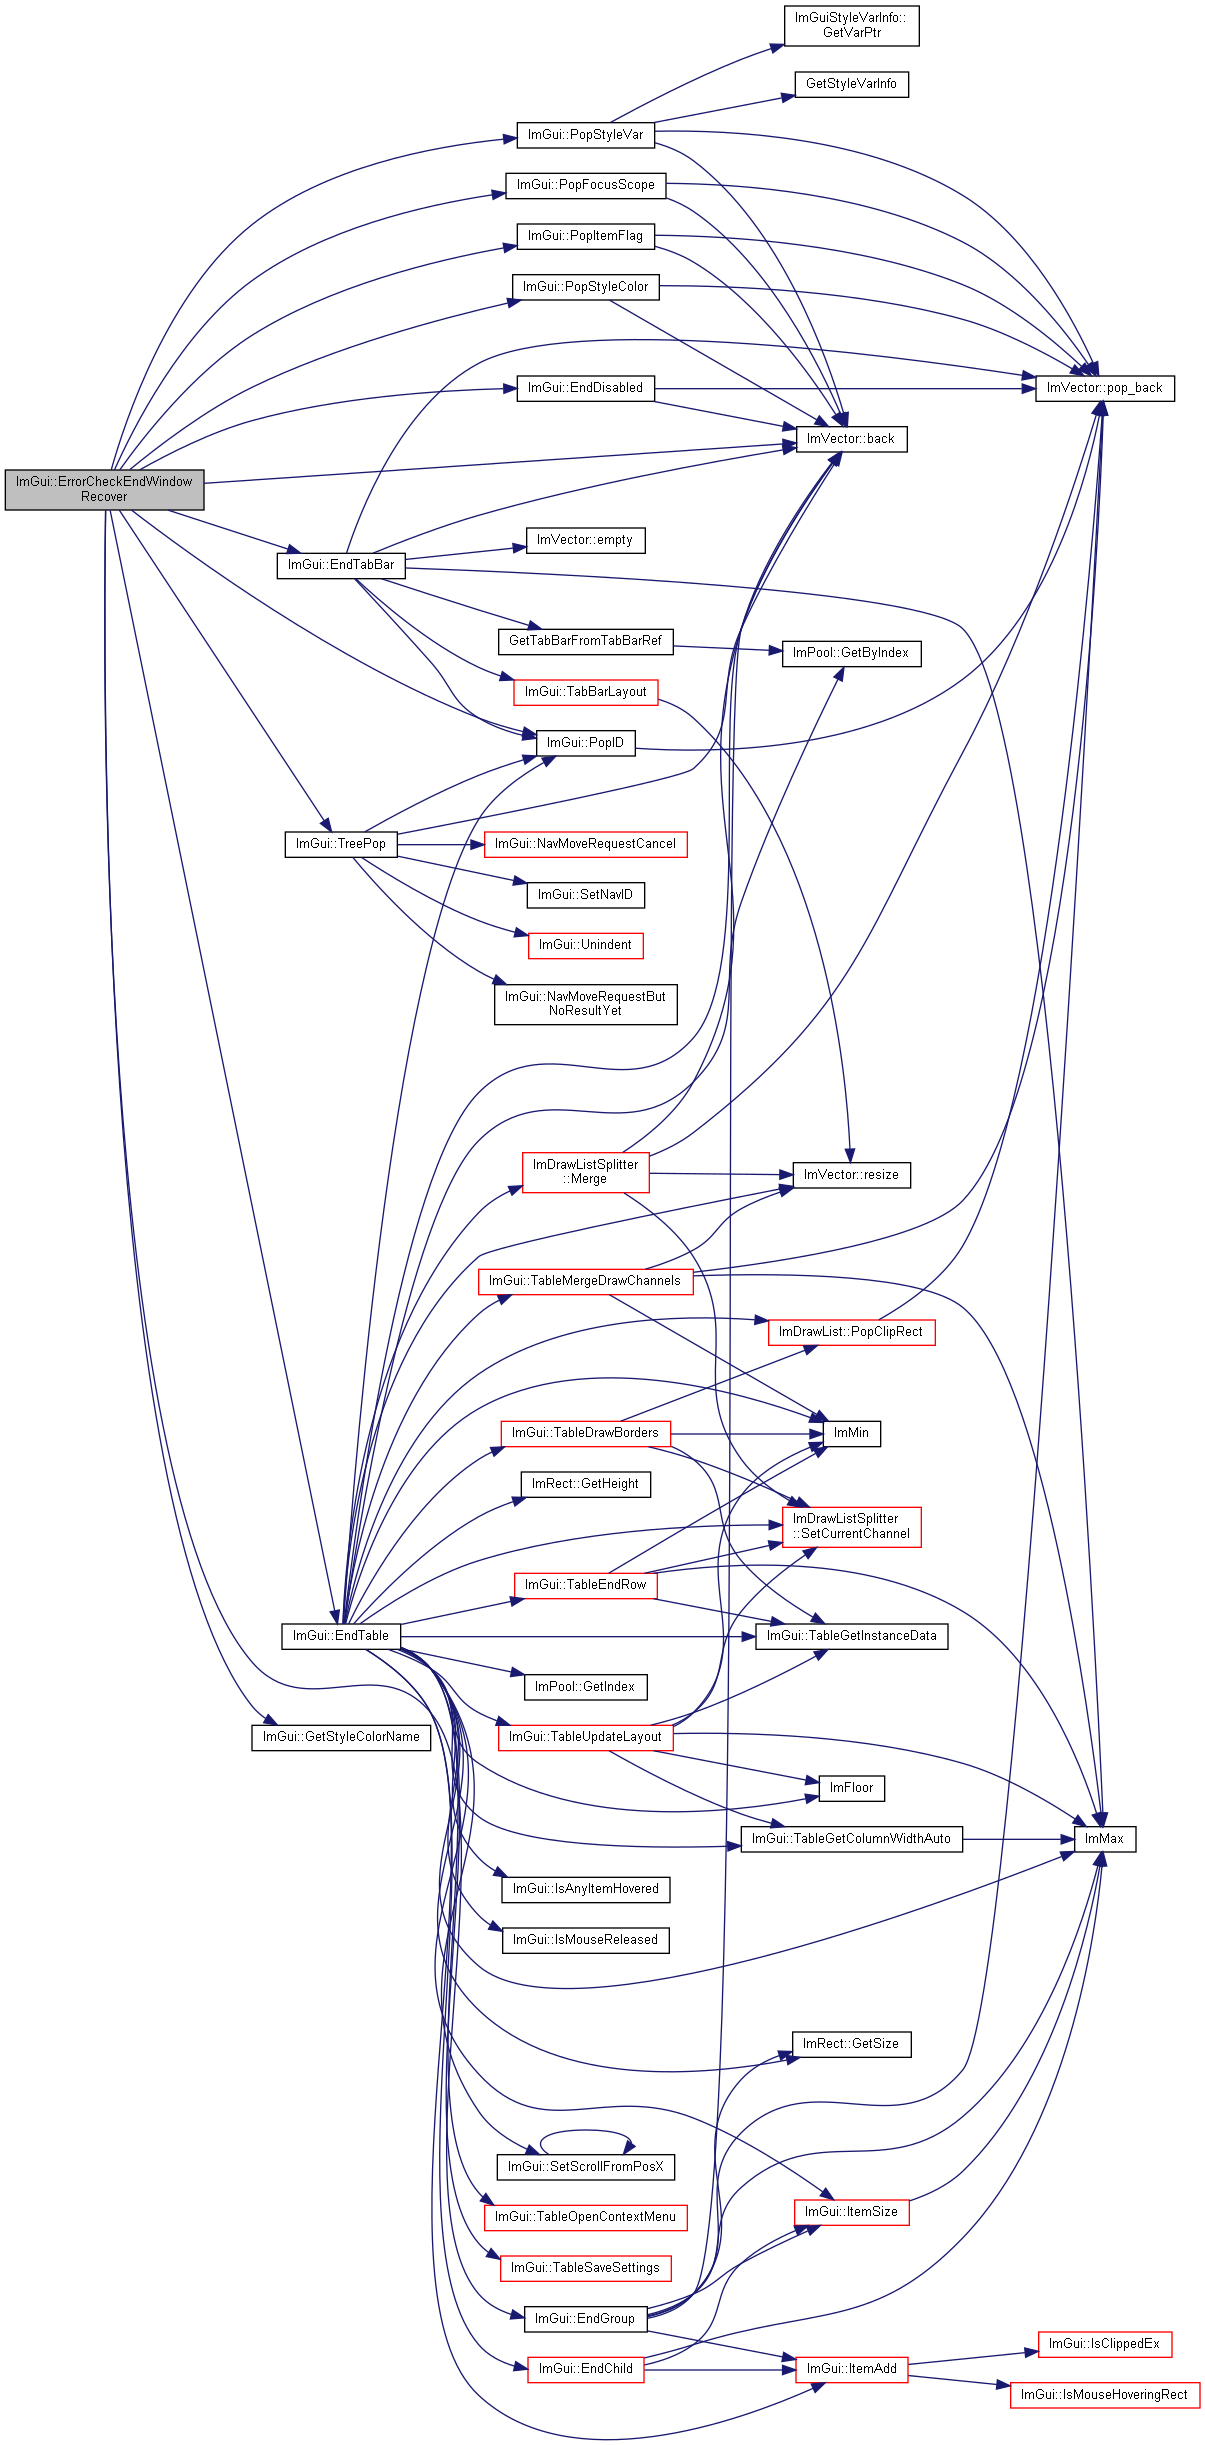 ImGuiStyleVarInfo::
GetVarPtr
GetStyleVarInfo
ImGui::PopStyleVar
ImGui::PopFocusScope
ImGui::PopItemFlag
ImGui::PopStyleColor
ImGui::EndDisabled
ImVector::pop_back
ImVector::back
ImGui::ErrorCheckEndWindow
Recover
ImVector::empty
ImGui::EndTabBar
GetTabBarFromTabBarRef
ImPool::GetByIndex
ImGui::TabBarLayout
ImGui::PopID
ImGui::TreePop
ImGui::NavMoveRequestCancel
ImGui::SetNavID
ImGui::Unindent
ImGui::NavMoveRequestBut
NoResultYet
ImDrawListSplitter
::Merge
ImVector::resize
ImGui::TableMergeDrawChannels
ImDrawList::PopClipRect
ImGui::TableDrawBorders
ImMin
ImRect::GetHeight
ImDrawListSplitter
::SetCurrentChannel
ImGui::TableEndRow
ImGui::EndTable
ImGui::TableGetInstanceData
ImPool::GetIndex
ImGui::GetStyleColorName
ImGui::TableUpdateLayout
ImFloor
ImGui::TableGetColumnWidthAuto
ImMax
ImGui::IsAnyItemHovered
ImGui::IsMouseReleased
ImRect::GetSize
ImGui::SetScrollFromPosX
ImGui::TableOpenContextMenu
ImGui::ItemSize
ImGui::TableSaveSettings
ImGui::EndGroup
ImGui::EndChild
ImGui::ItemAdd
ImGui::IsClippedEx
ImGui::IsMouseHoveringRect